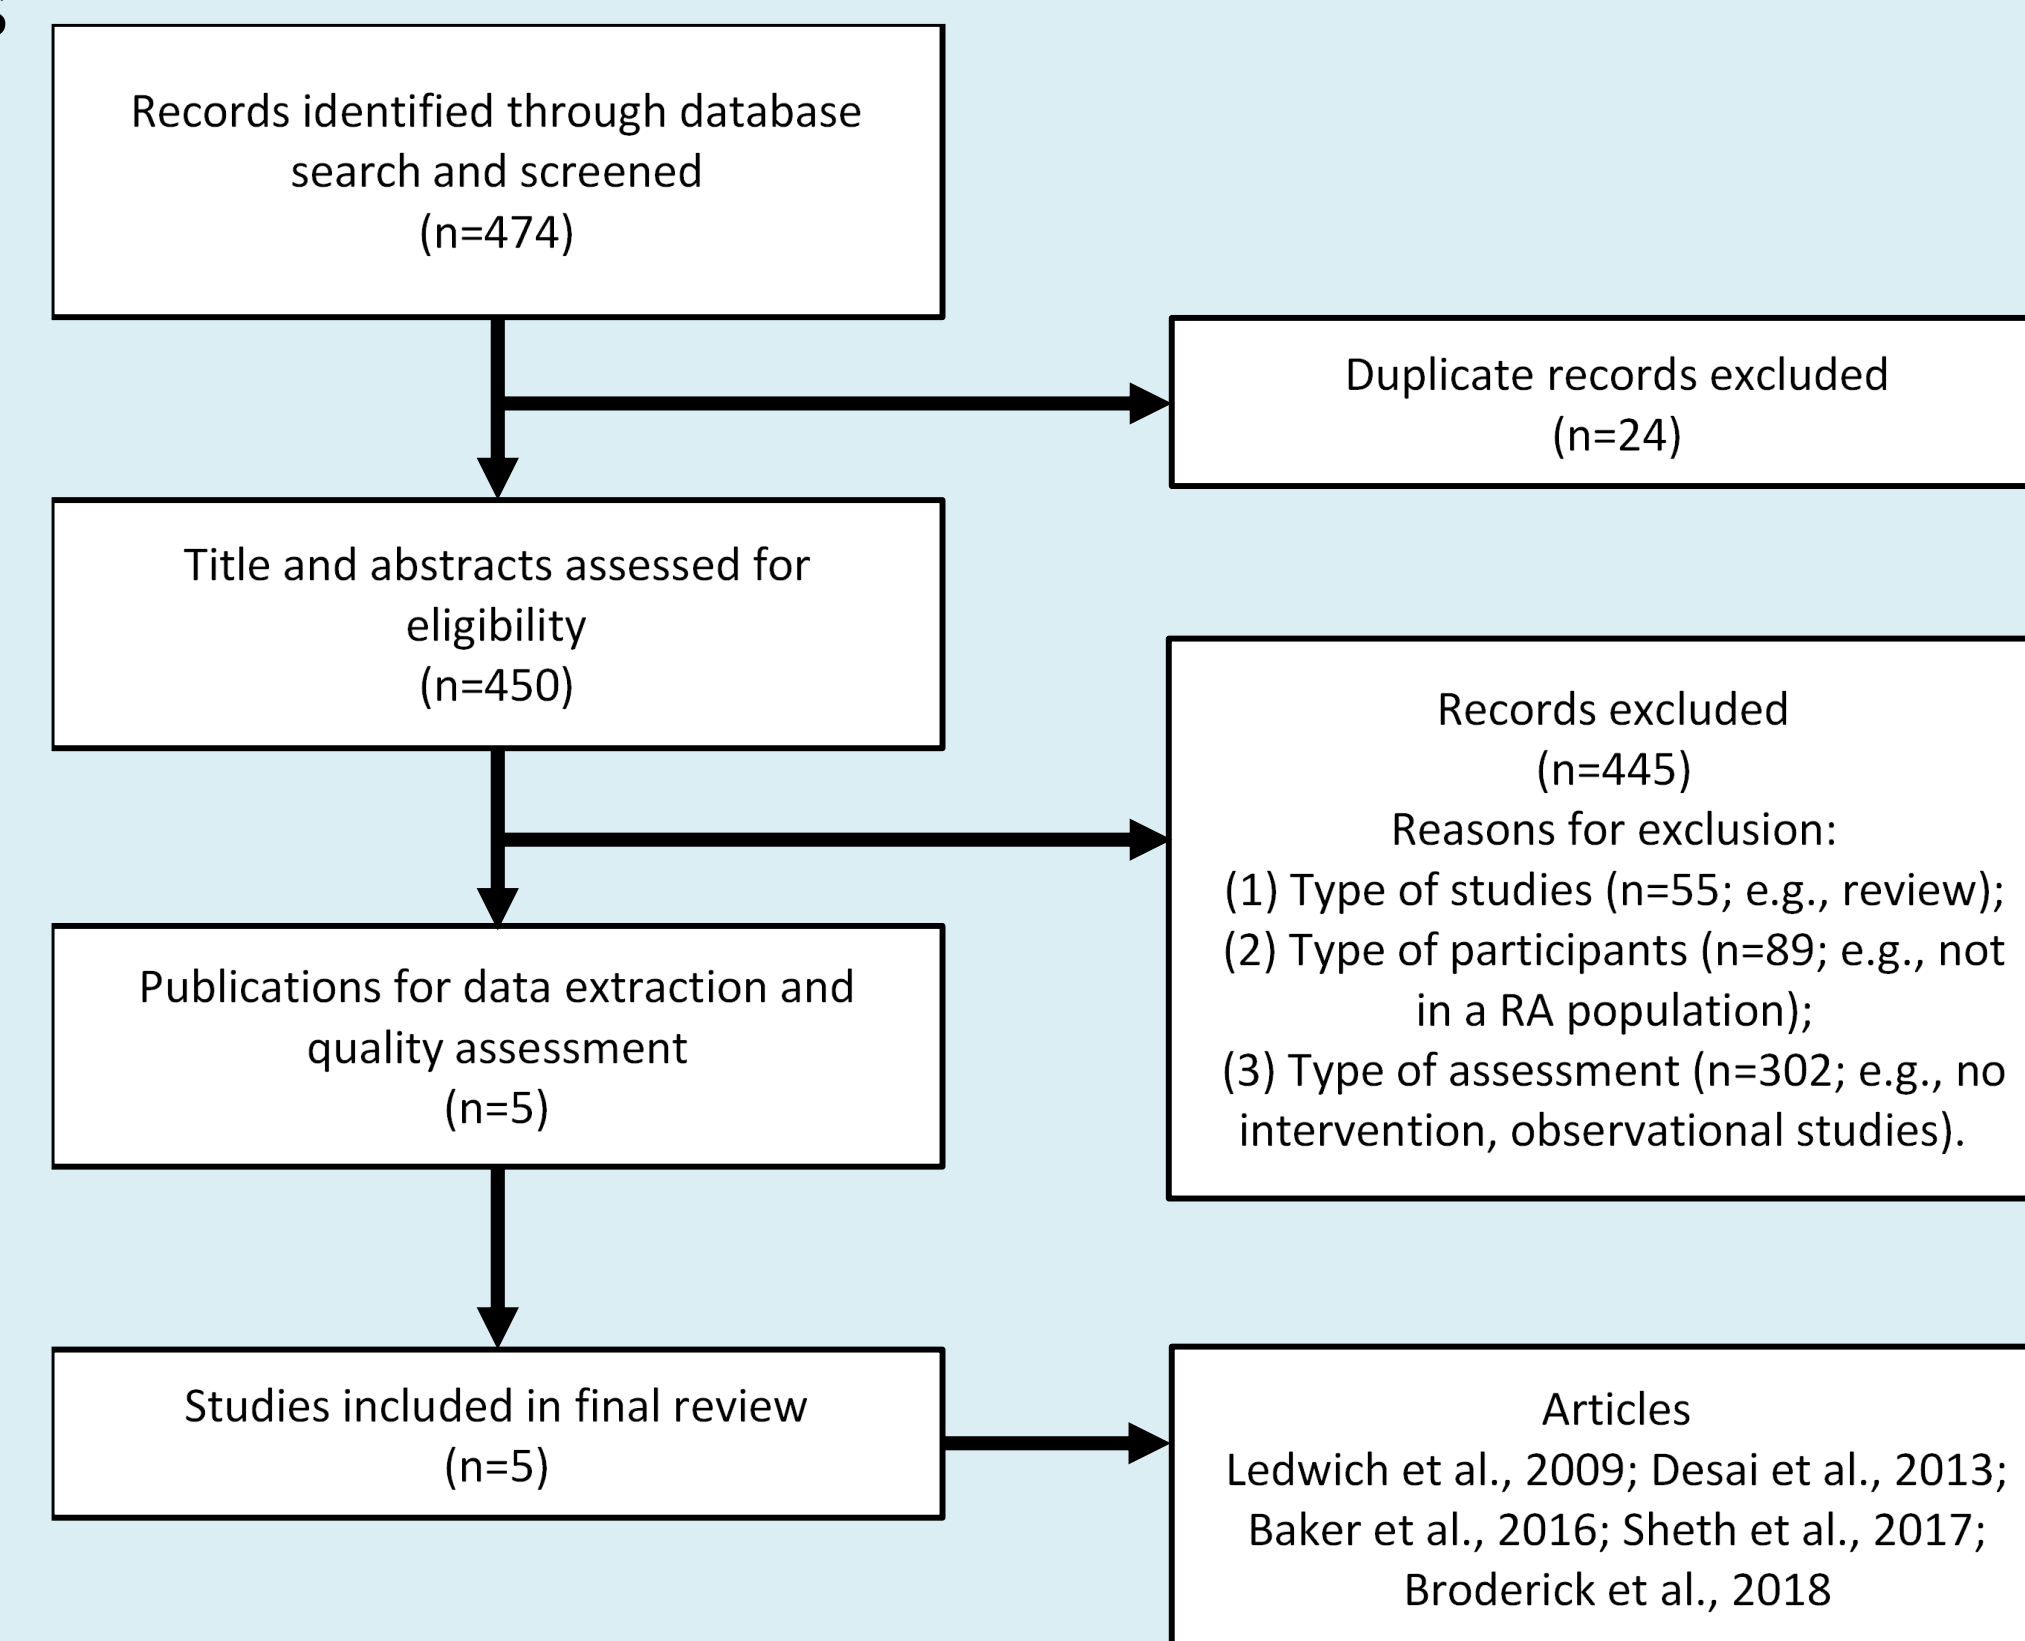 Records identified through database
search and screened
(n=474)
Duplicate records excluded
(n=24)
Title and abstracts assessed for
eligibility
(n=450)
Records excluded
(n=445)
Reasons for exclusion:
(1) Type of studies (n=55; e.g., review);
(2) Type of participants (n=89; e.g., not
in a RA population);
(3) Type of assessment (n=302; e.g., no
intervention, observational studies).
Publications for data extraction and
quality assessment
(n=5)
Studies included in final review
(n=5)
Articles
Ledwich et al., 2009; Desai et al., 2013;
Baker et al., 2016; Sheth et al., 2017;
Broderick et al., 2018